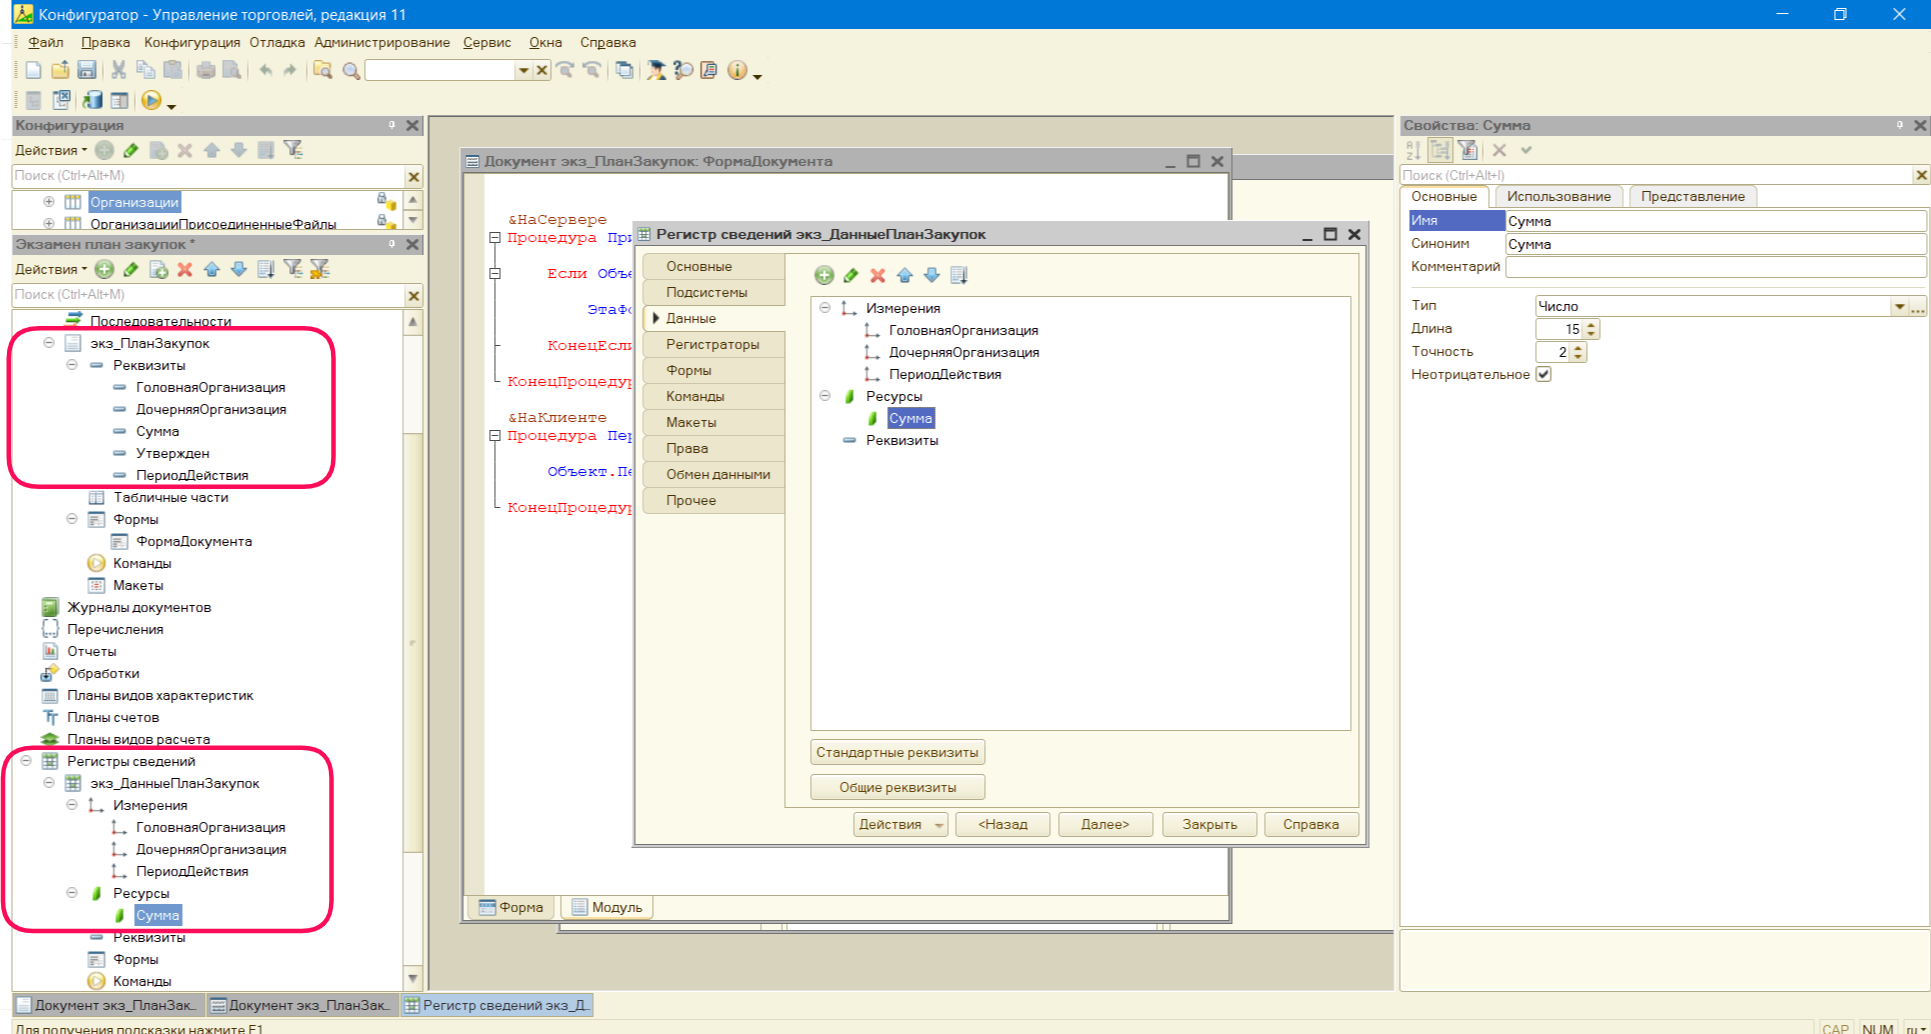 Конфигуратор - Управление торговлей, редакция 11
Файл Правка Конфигурация Отладка Администрирование Сервис Окна Справка
Конфигурация
Действия
Поиск (Ctrl+Alt+M)
Организации
ОрганизацииПрисоединенныеФайлы
Экзамен план закупок *
Действия
Поиск (Ctrl+Alt+M)
Последовательности
экз_ПланЗакупок
Реквизиты
ГоловнаяОрганизация
ДочерняяОрганизация
Сумма
Утвержден
ПериодДействия
Табличные части
Формы
ФормаДокумента
Команды
Макеты
Журналы документов
Перечисления
Отчеты
Обработки
Планы видов характеристик
Планы счетов
Планы видов расчета
Регистры сведений
экз_ДанныеПланЗакупок
Измерения
ГоловнаяОрганизация
ДочерняяОрганизация
ПериодДействия
Ресурсы
Сумма
Реквизиты
Формы
Команды
Документ экз_ПланЗакупок: ФормаДокумента
&НаСервере
Процедура При
Если Объе
ЭтаФо
КонецЕсли
КонецПроцедур
&НаКлиенте
Процедура Пер
Объект.Пе
КонецПроцедур
Форма Модуль
Регистр сведений экз_ДанныеПланЗакупок
Основные
Подсистемы
Данные
Регистраторы
Формы
Команды
Макеты
Права
Обмен данными
Прочее
Измерения
ГоловнаяОрганизация
ДочерняяОрганизация
ПериодДействия
Ресурсы
Сумма
Реквизиты
Стандартные реквизиты
Общие реквизиты
Действия <Назад Далее> Закрыть Справка
Свойства: Сумма
Поиск (Ctrl+Alt+I)
Основные Использование Представление
Имя Сумма
Синоним Сумма
Комментарий
Тип Число
Длина 15
Точность 2
Неотрицательное
Документ экз_ПланЗак... Документ экз_ПланЗак... Регистр сведений экз_Д...
Для получения подсказки нажмите F1
CAP NUM ru